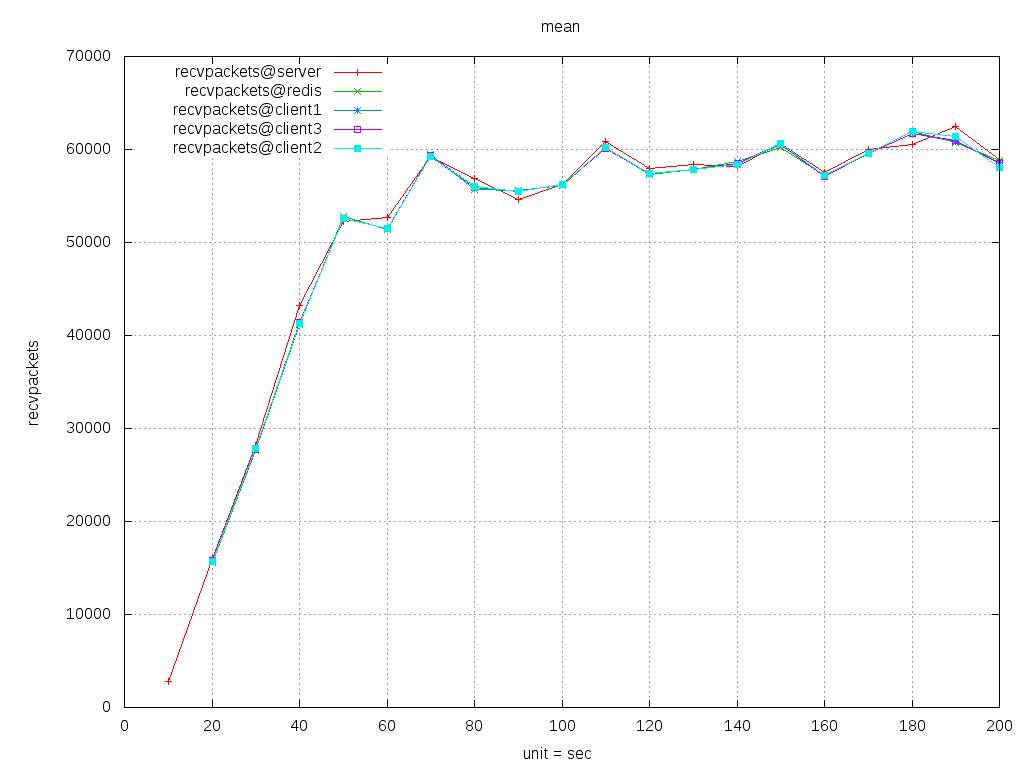 mean
70000
60000
50000
40000
30000
20000
10000
0
recvpackets
recvpackets@server
recvpackets@redis
recvpackets@client1
recvpackets@client3
recvpackets@client2
0 20 40 60 80 100 120 140 160 180 200
unit = sec